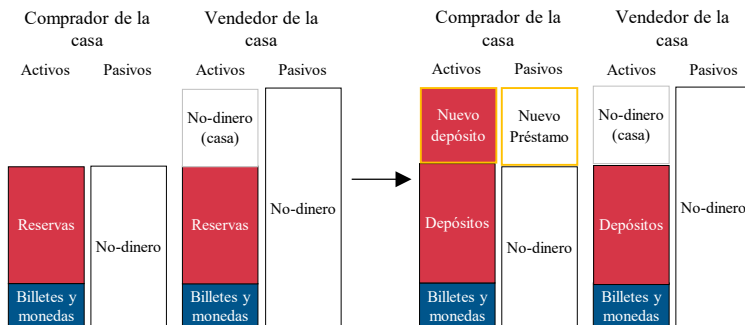 Comprador de la
casa
Activos
Pasivos
Vendedor de la
casa
Activos
Pasivos
Reservas
Billetes y
monedas
No-dinero
No-dinero
(casa)
Reservas
Billetes y
monedas
No-dinero
Comprador de la
casa
Activos
Pasivos
Vendedor de la
casa
Activos
Pasivos
Nuevo
depósito
Depósitos
Billetes y
monedas
Nuevo
Préstamo
No-dinero
No-dinero
(casa)
Depósitos
Billetes y
monedas
No-dinero